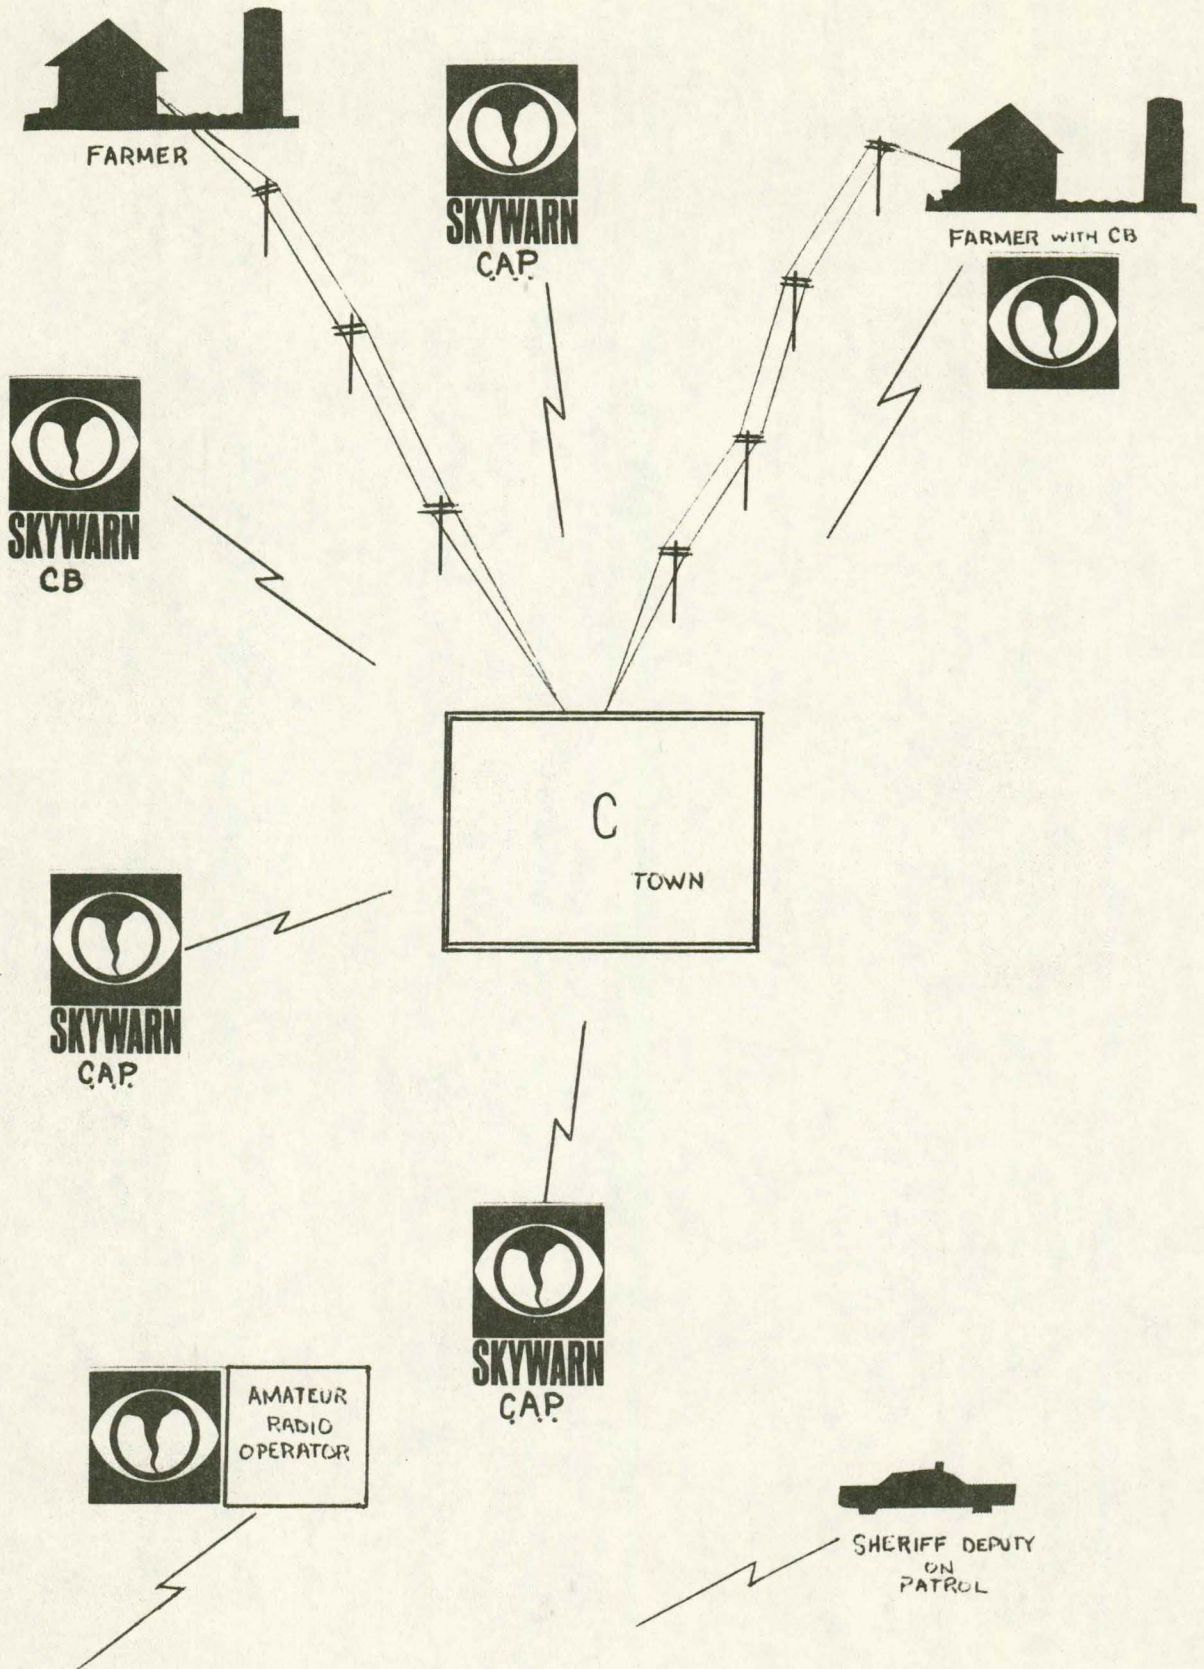 FARMER
SKYWARN
C.A.P.
FARMER WITH CB
SKYWARN
CB
C
TOWN
SKYWARN
C.A.P.
SKYWARN
C.A.P.
AMATEUR
RADIO
OPERATOR
SHERIFF DEPUTY
ON
PATROL